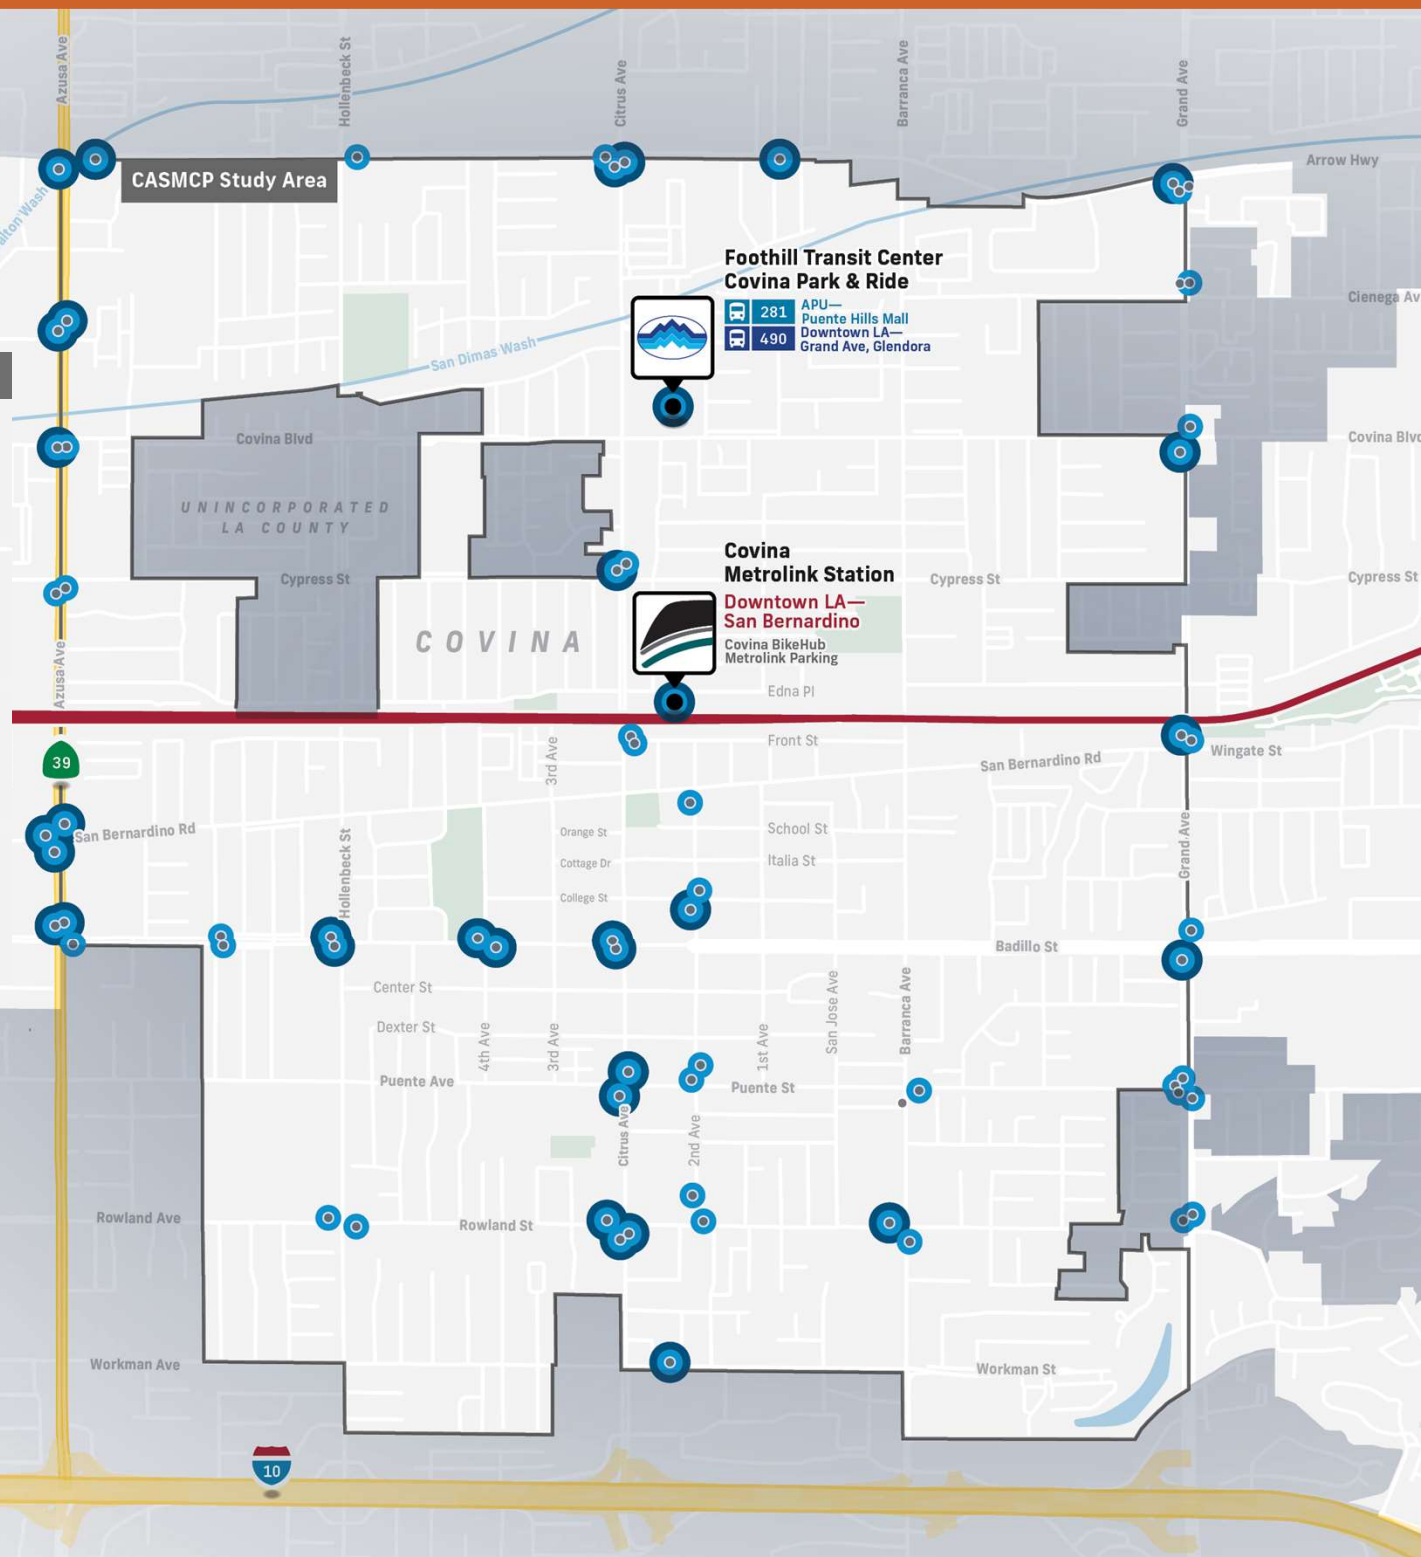 Azusa Ave
Hollenbeck St
Citrus Ave
Barranca Ave
Grand Ave
Arrow Hwy
CASMCP Study Area
alton Wash
Foothill Transit Center
Covina Park & Ride
281
APU—
Puente Hills Mall
490
Downtown LA—
Grand Ave, Glendora
Cienega Av
San Dimas Wash
Covina Blvd
Covina Blvd
UNINCORPORATED
LA COUNTY
Covina
Metrolink Station
Cypress St
Cypress St
Cypress St
Downtown LA—
San Bernardino
Covina BikeHub
Metrolink Parking
COVINA
Azusa Ave
Edna Pl
3rd Ave
Front St
San Bernardino Rd
Wingate St
39
San Bernardino Rd
Hollenbeck St
Orange St
School St
Grand Ave
Cottage Dr
Italia St
College St
Badillo St
Center St
Dexter St
4th Ave
3rd Ave
1st Ave
San Jose Ave
Barranca Ave
Puente Ave
Puente St
Citrus Ave
2nd Ave
Rowland Ave
Rowland St
Workman Ave
Workman St
10